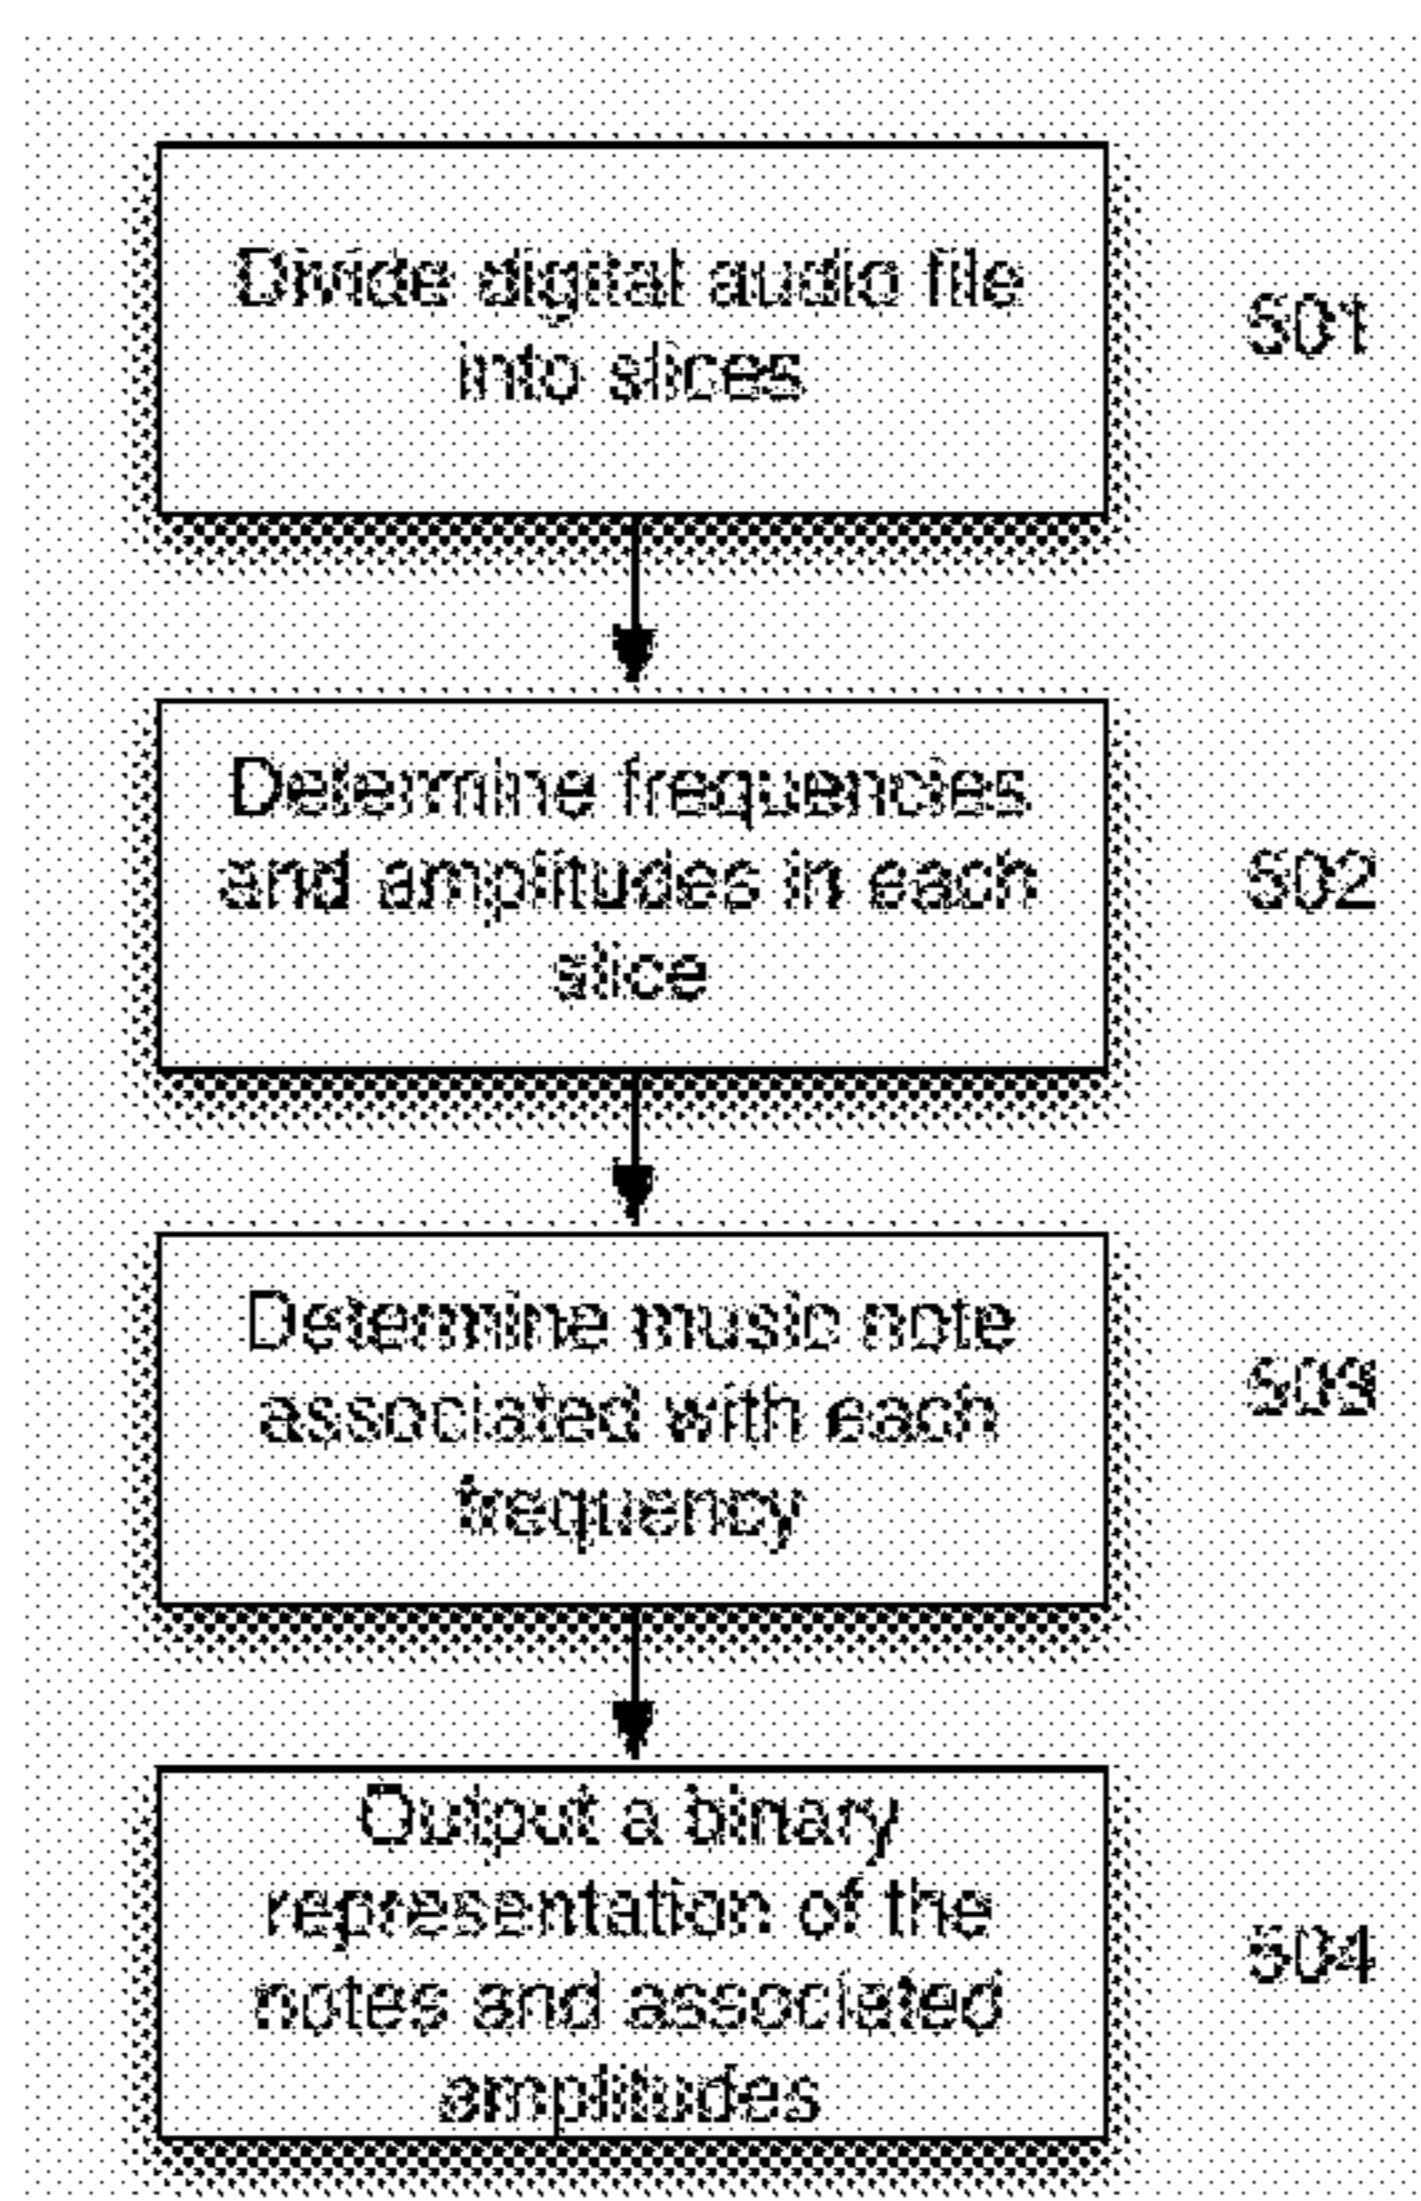 Divide digital audio file
into slices
501
Determine frequencies
and amplitudes in each
slice
502
Determine music note
associated with each
frequency
503
Output a binary
representation of the
notes and associated
amplitudes
504